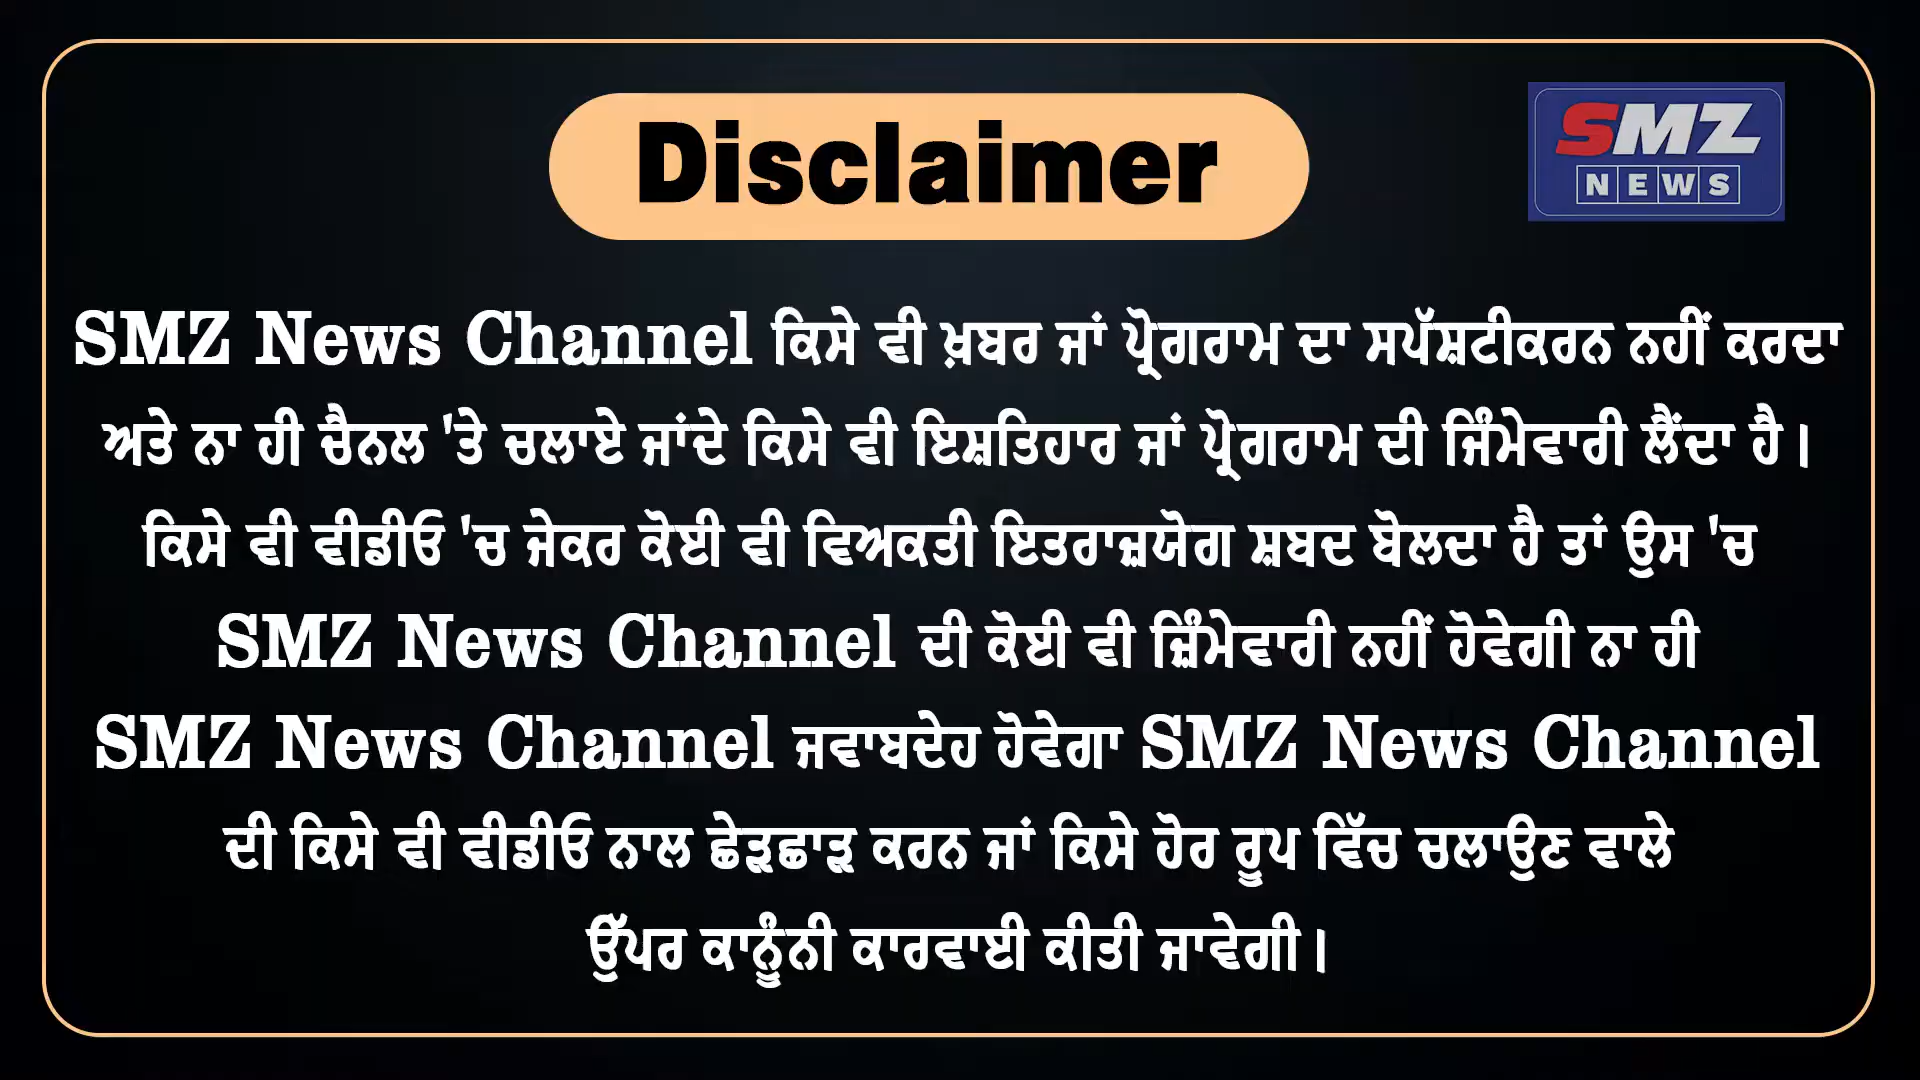 Disclaimer
SMZ
NEWS
SMZ News Channel ਕਿਸੇ ਵੀ ਖ਼ਬਰ ਜਾਂ ਪ੍ਰੋਗਰਾਮ ਦਾ ਸਪੱਸ਼ਟੀਕਰਨ ਨਹੀਂ ਕਰਦਾ
ਅਤੇ ਨਾ ਹੀ ਚੈਨਲ 'ਤੇ ਚਲਾਏ ਜਾਂਦੇ ਕਿਸੇ ਵੀ ਇਸ਼ਤਿਹਾਰ ਜਾਂ ਪ੍ਰੋਗਰਾਮ ਦੀ ਜਿੰਮੇਵਾਰੀ ਲੈਂਦਾ ਹੈ।
ਕਿਸੇ ਵੀ ਵੀਡੀਓ 'ਚ ਜੇਕਰ ਕੋਈ ਵੀ ਵਿਅਕਤੀ ਇਤਰਾਜ਼ਯੋਗ ਸ਼ਬਦ ਬੋਲਦਾ ਹੈ ਤਾਂ ਉਸ 'ਚ
SMZ News Channel ਦੀ ਕੋਈ ਵੀ ਜ਼ਿੰਮੇਵਾਰੀ ਨਹੀਂ ਹੋਵੇਗੀ ਨਾ ਹੀ
SMZ News Channel ਜਵਾਬਦੇਹ ਹੋਵੇਗਾ SMZ News Channel
ਦੀ ਕਿਸੇ ਵੀ ਵੀਡੀਓ ਨਾਲ ਛੇੜਛਾੜ ਕਰਨ ਜਾਂ ਕਿਸੇ ਹੋਰ ਰੂਪ ਵਿੱਚ ਚਲਾਉਣ ਵਾਲੇ
ਉੱਪਰ ਕਾਨੂੰਨੀ ਕਾਰਵਾਈ ਕੀਤੀ ਜਾਵੇਗੀ।